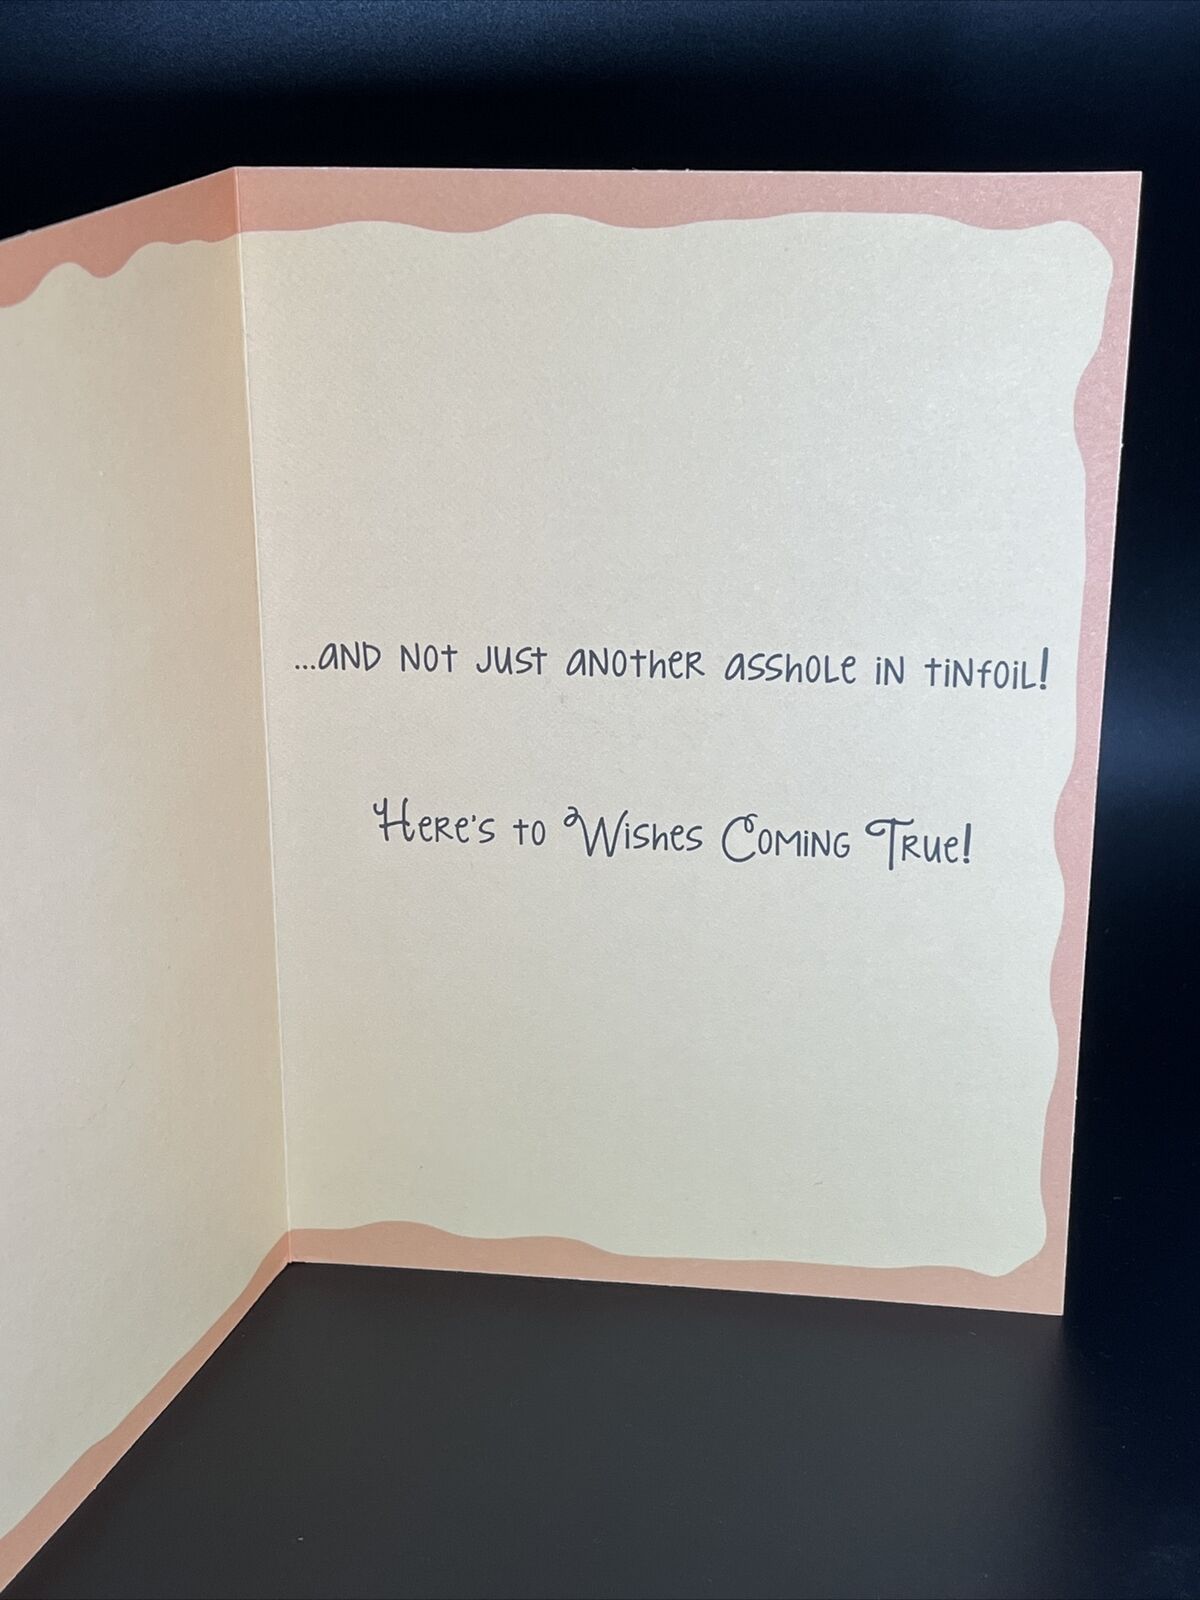 ...and not just another asshole in tinfoil!
Here's to Wishes Coming True!